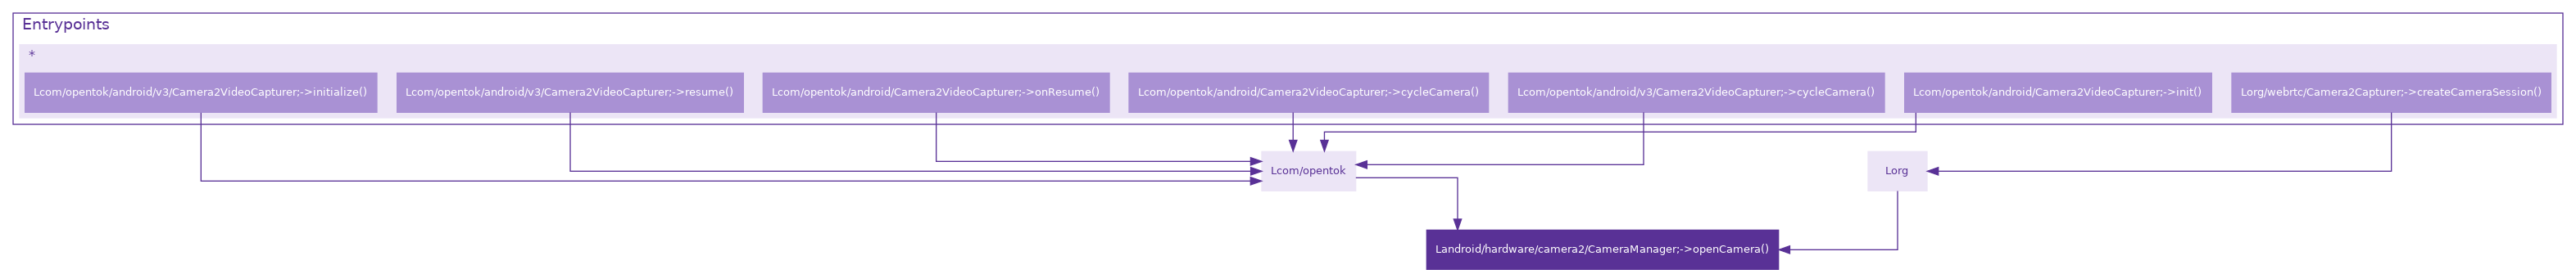 Entrypoints
*
Lcom/opentok/android/v3/Camera2VideoCapturer;->initialize()
Lcom/opentok/android/v3/Camera2VideoCapturer;->resume()
Lcom/opentok/android/Camera2VideoCapturer;->onResume()
Lcom/opentok/android/Camera2VideoCapturer;->cycleCamera()
Lcom/opentok/android/v3/Camera2VideoCapturer;->cycleCamera()
Lcom/opentok/android/Camera2VideoCapturer;->init()
Lorg/webrtc/Camera2Capturer;->createCameraSession()
Lcom/opentok
Lorg
Landroid/hardware/camera2/CameraManager;->openCamera()